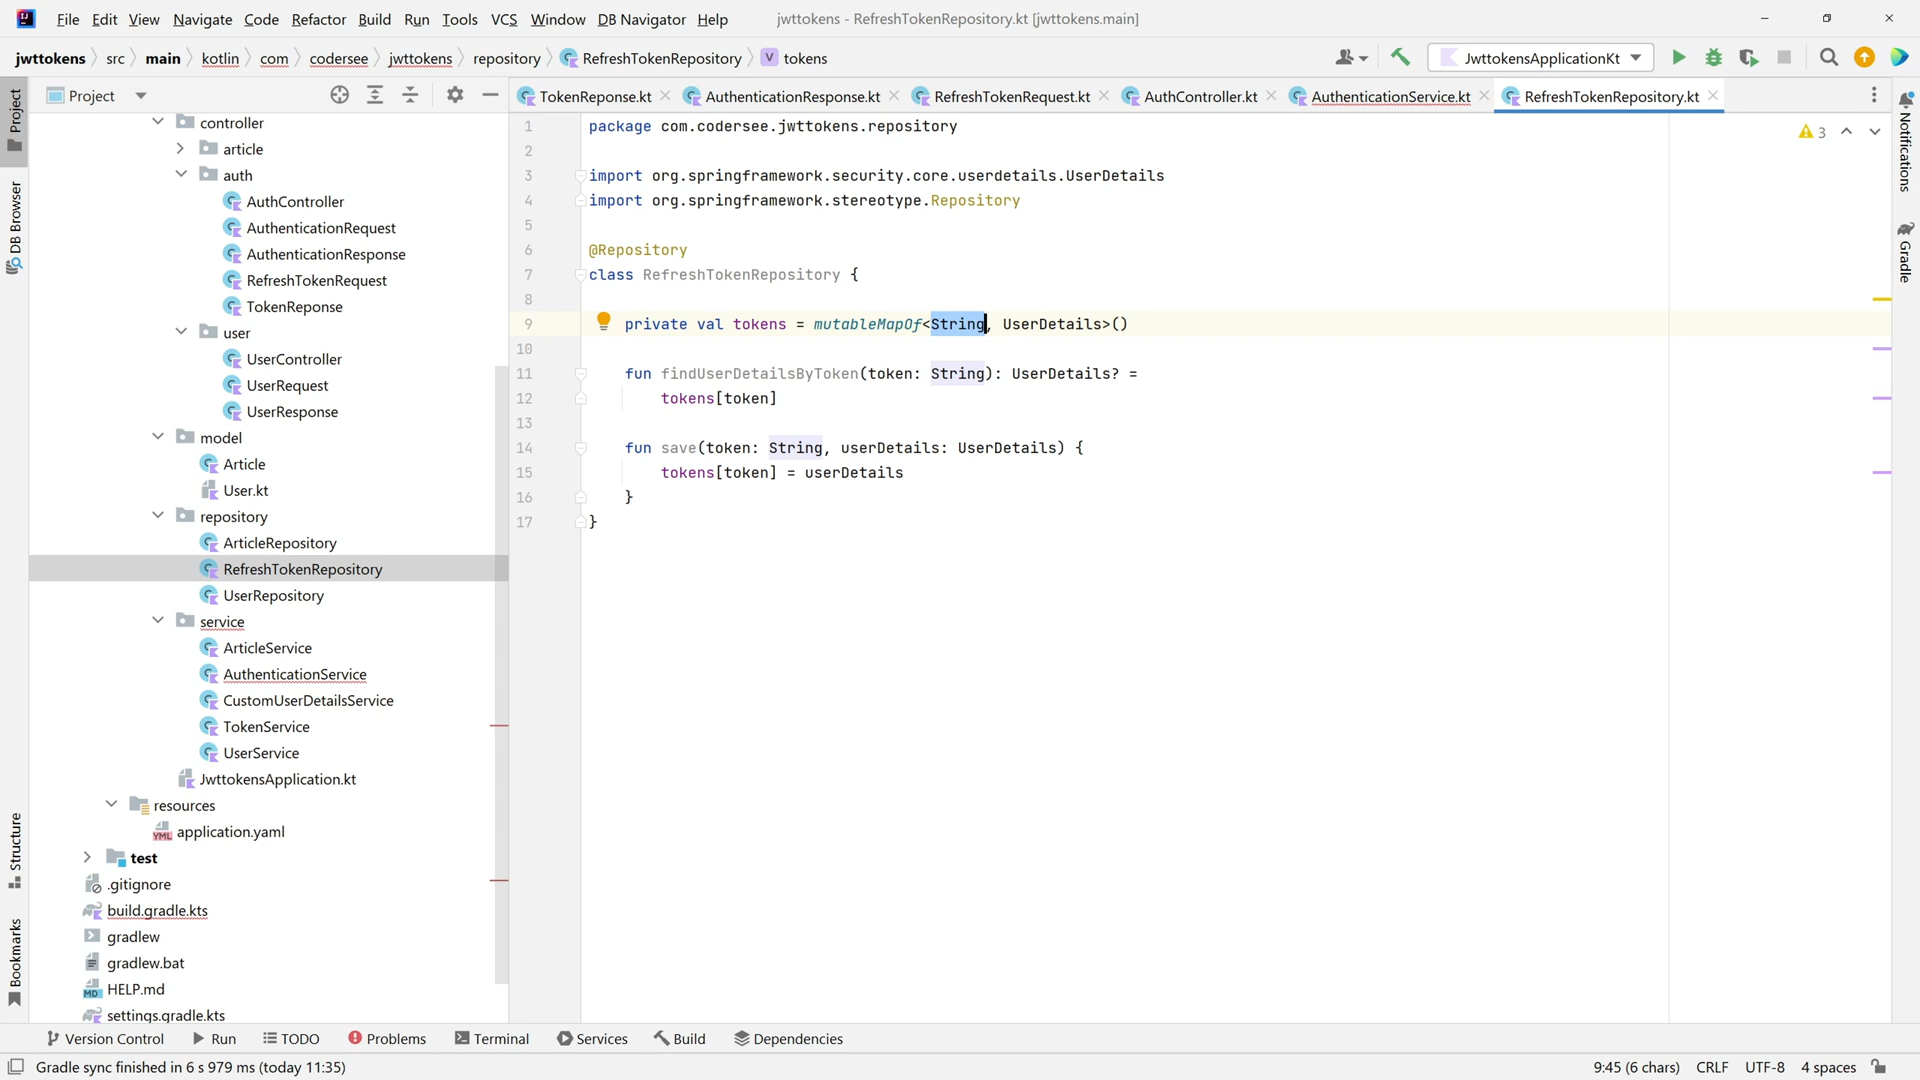 File Edit View Navigate Code Refactor Build Run Tools VCS Window DB Navigator Help jwttokens - RefreshTokenRepository.kt [jwttokens.main]
jwttokens src main kotlin com codersee jwttokens repository RefreshTokenRepository V tokens JwttokensApplicationKt
Project
TokenReponse.kt AuthenticationResponse.kt RefreshTokenRequest.kt AuthController.kt AuthenticationService.kt RefreshTokenRepository.kt
Project
DB Browser
Structure
Bookmarks
controller
article
auth
AuthController
AuthenticationRequest
AuthenticationResponse
RefreshTokenRequest
TokenReponse
user
UserController
UserRequest
UserResponse
model
Article
User.kt
repository
ArticleRepository
RefreshTokenRepository
UserRepository
service
ArticleService
AuthenticationService
CustomUserDetailsService
TokenService
UserService
JwttokensApplication.kt
resources
YML application.yaml
test
.gitignore
build.gradle.kts
gradlew
gradlew.bat
MD HELP.md
settings.gradle.kts
1 package com.codersee.jwttokens.repository
2
3 import org.springframework.security.core.userdetails.UserDetails
4 import org.springframework.stereotype.Repository
5
6 @Repository
7 class RefreshTokenRepository {
8
9 private val tokens = mutableMapOf<String, UserDetails>()
10
11 fun findUserDetailsByToken(token: String): UserDetails? =
12 tokens[token]
13
14 fun save(token: String, userDetails: UserDetails) {
15 tokens[token] = userDetails
16 }
17 }
3
Notifications
Gradle
Version Control Run TODO Problems Terminal Services Build Dependencies
Gradle sync finished in 6 s 979 ms (today 11:35) 9:45 (6 chars) CRLF UTF-8 4 spaces